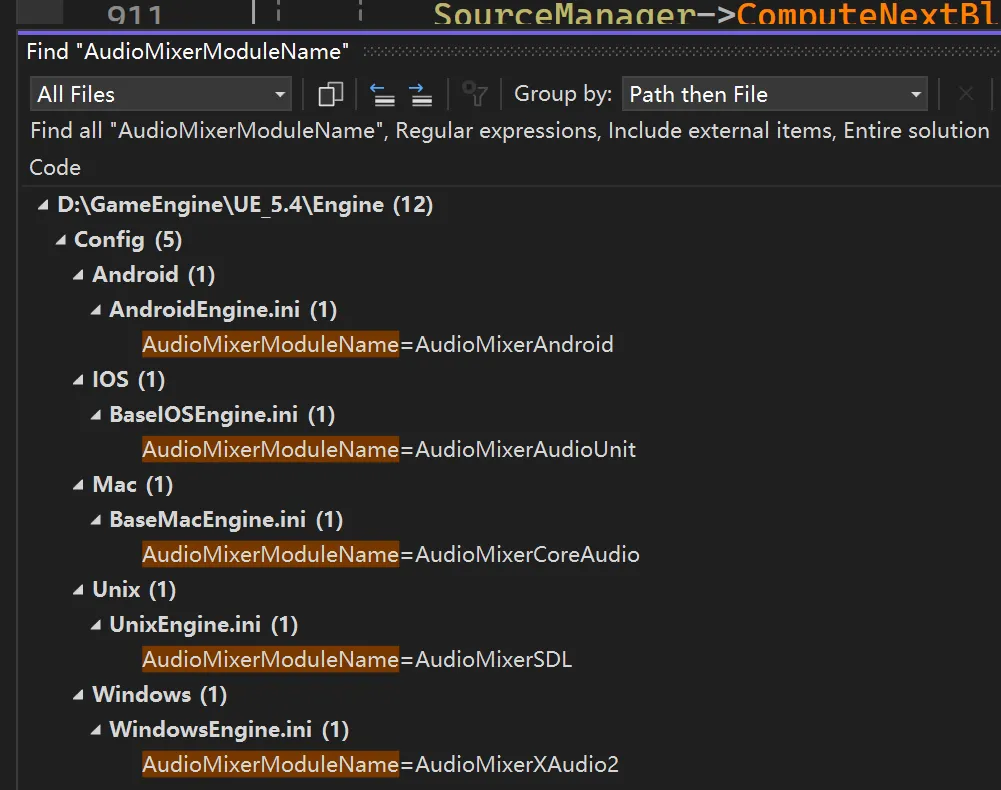 911 SourceManager->ComputeNextBl
Find "AudioMixerModuleName"
All Files Group by: Path then File
Find all "AudioMixerModuleName", Regular expressions, Include external items, Entire solution
Code
D:\GameEngine\UE_5.4\Engine (12)
Config (5)
Android (1)
AndroidEngine.ini (1)
AudioMixerModuleName=AudioMixerAndroid
IOS (1)
BaseIOSEngine.ini (1)
AudioMixerModuleName=AudioMixerAudioUnit
Mac (1)
BaseMacEngine.ini (1)
AudioMixerModuleName=AudioMixerCoreAudio
Unix (1)
UnixEngine.ini (1)
AudioMixerModuleName=AudioMixerSDL
Windows (1)
WindowsEngine.ini (1)
AudioMixerModuleName=AudioMixerXAudio2